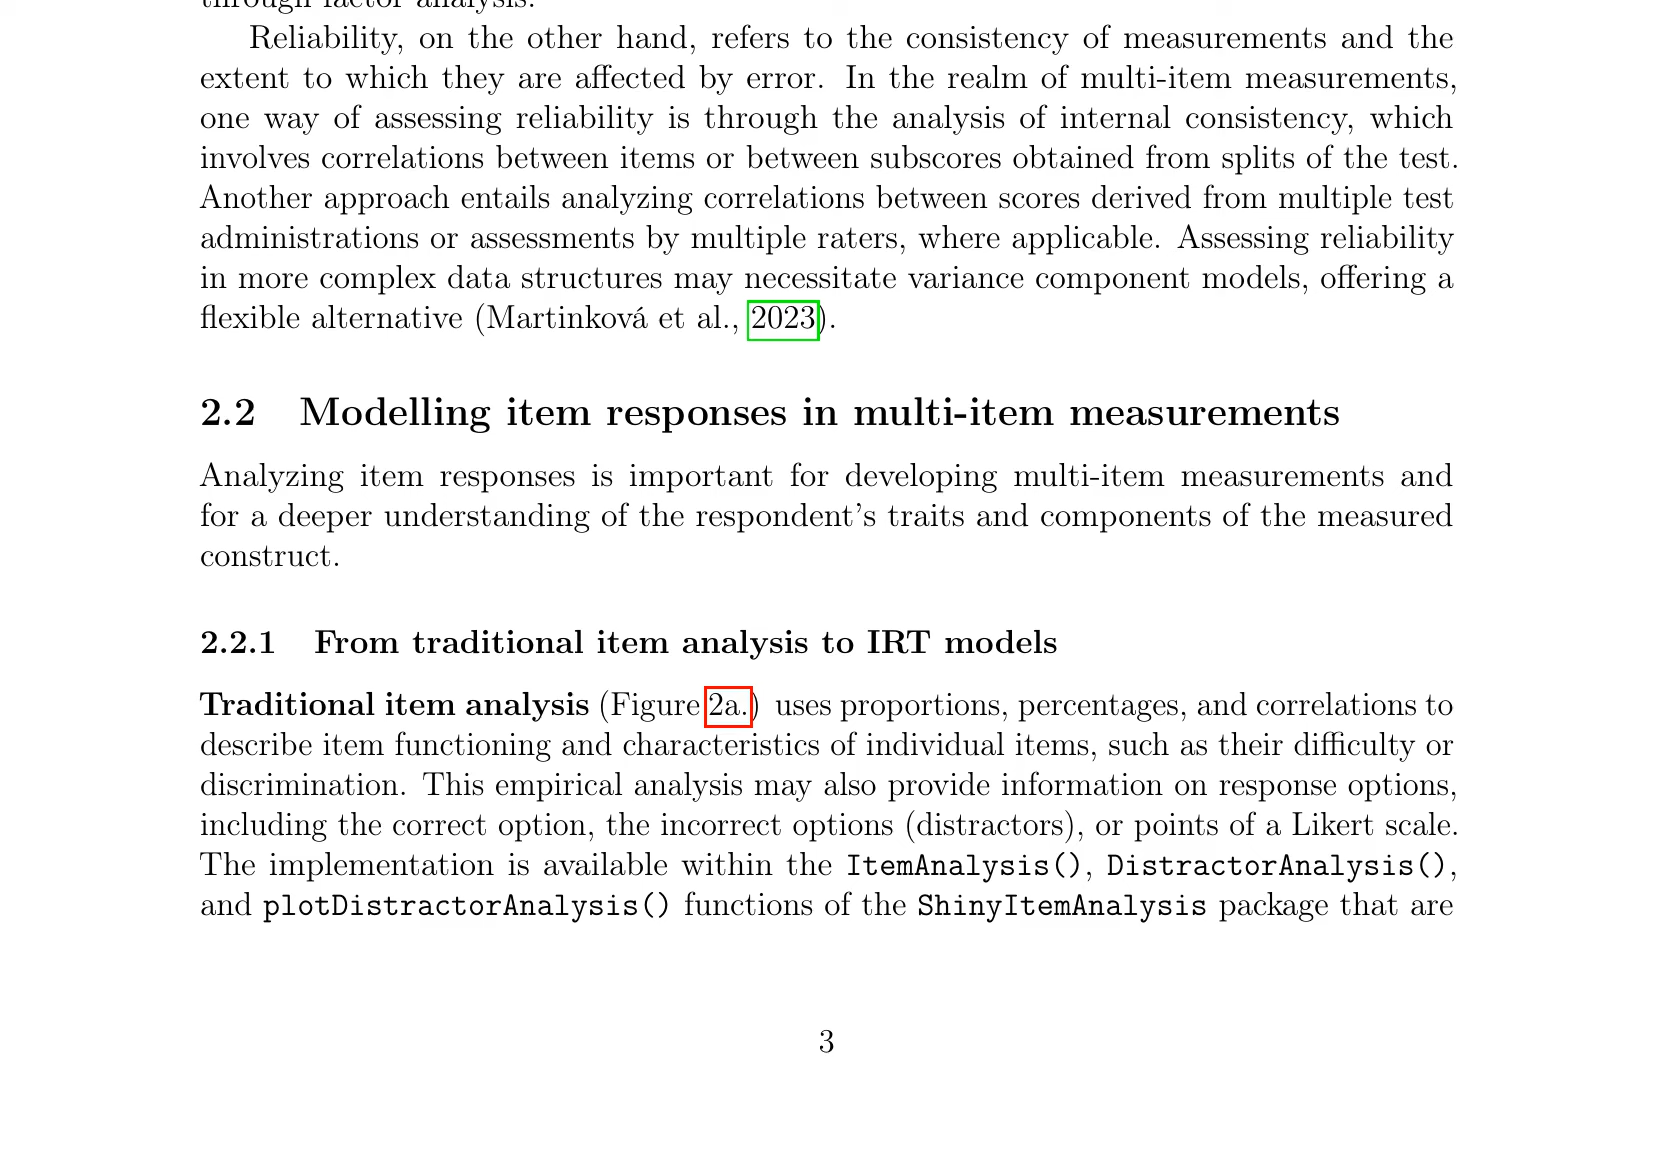 through factor analysis.
Reliability, on the other hand, refers to the consistency of measurements and the
extent to which they are affected by error. In the realm of multi-item measurements,
one way of assessing reliability is through the analysis of internal consistency, which
involves correlations between items or between subscores obtained from splits of the test.
Another approach entails analyzing correlations between scores derived from multiple test
administrations or assessments by multiple raters, where applicable. Assessing reliability
in more complex data structures may necessitate variance component models, offering a
flexible alternative (Martinková et al., 2023).
2.2 Modelling item responses in multi-item measurements
Analyzing item responses is important for developing multi-item measurements and
for a deeper understanding of the respondent's traits and components of the measured
construct.
2.2.1 From traditional item analysis to IRT models
Traditional item analysis (Figure 2a.) uses proportions, percentages, and correlations to
describe item functioning and characteristics of individual items, such as their difficulty or
discrimination. This empirical analysis may also provide information on response options,
including the correct option, the incorrect options (distractors), or points of a Likert scale.
The implementation is available within the ItemAnalysis(), DistractorAnalysis(),
and plotDistractorAnalysis() functions of the ShinyItemAnalysis package that are
3